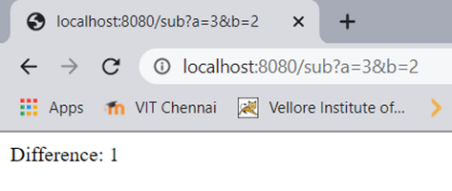 localhost:8080/sub?a=3&b=2
localhost:8080/sub?a=3&b=2
Apps VIT Chennai Vellore Institute of...
Difference: 1